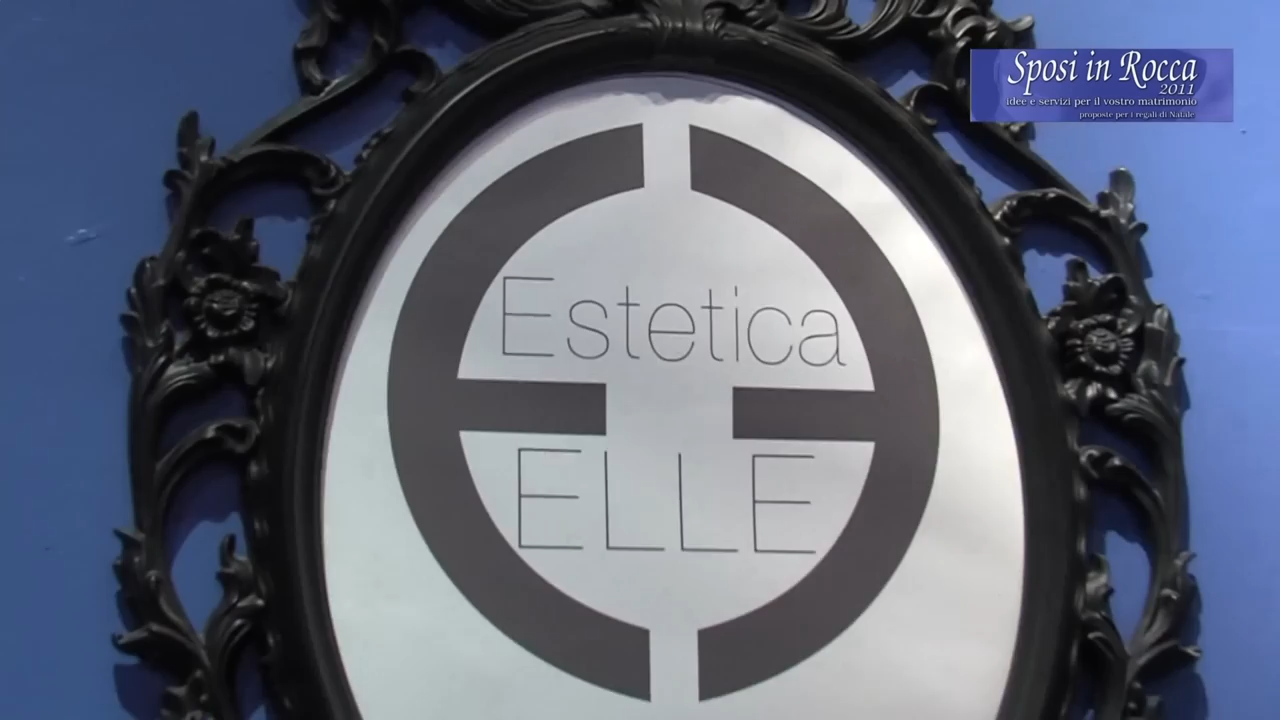 Sposi in Rocca
2011
idee e servizi per il vostro matrimonio
proposte per i regali di Natale
Estetica
ELLE